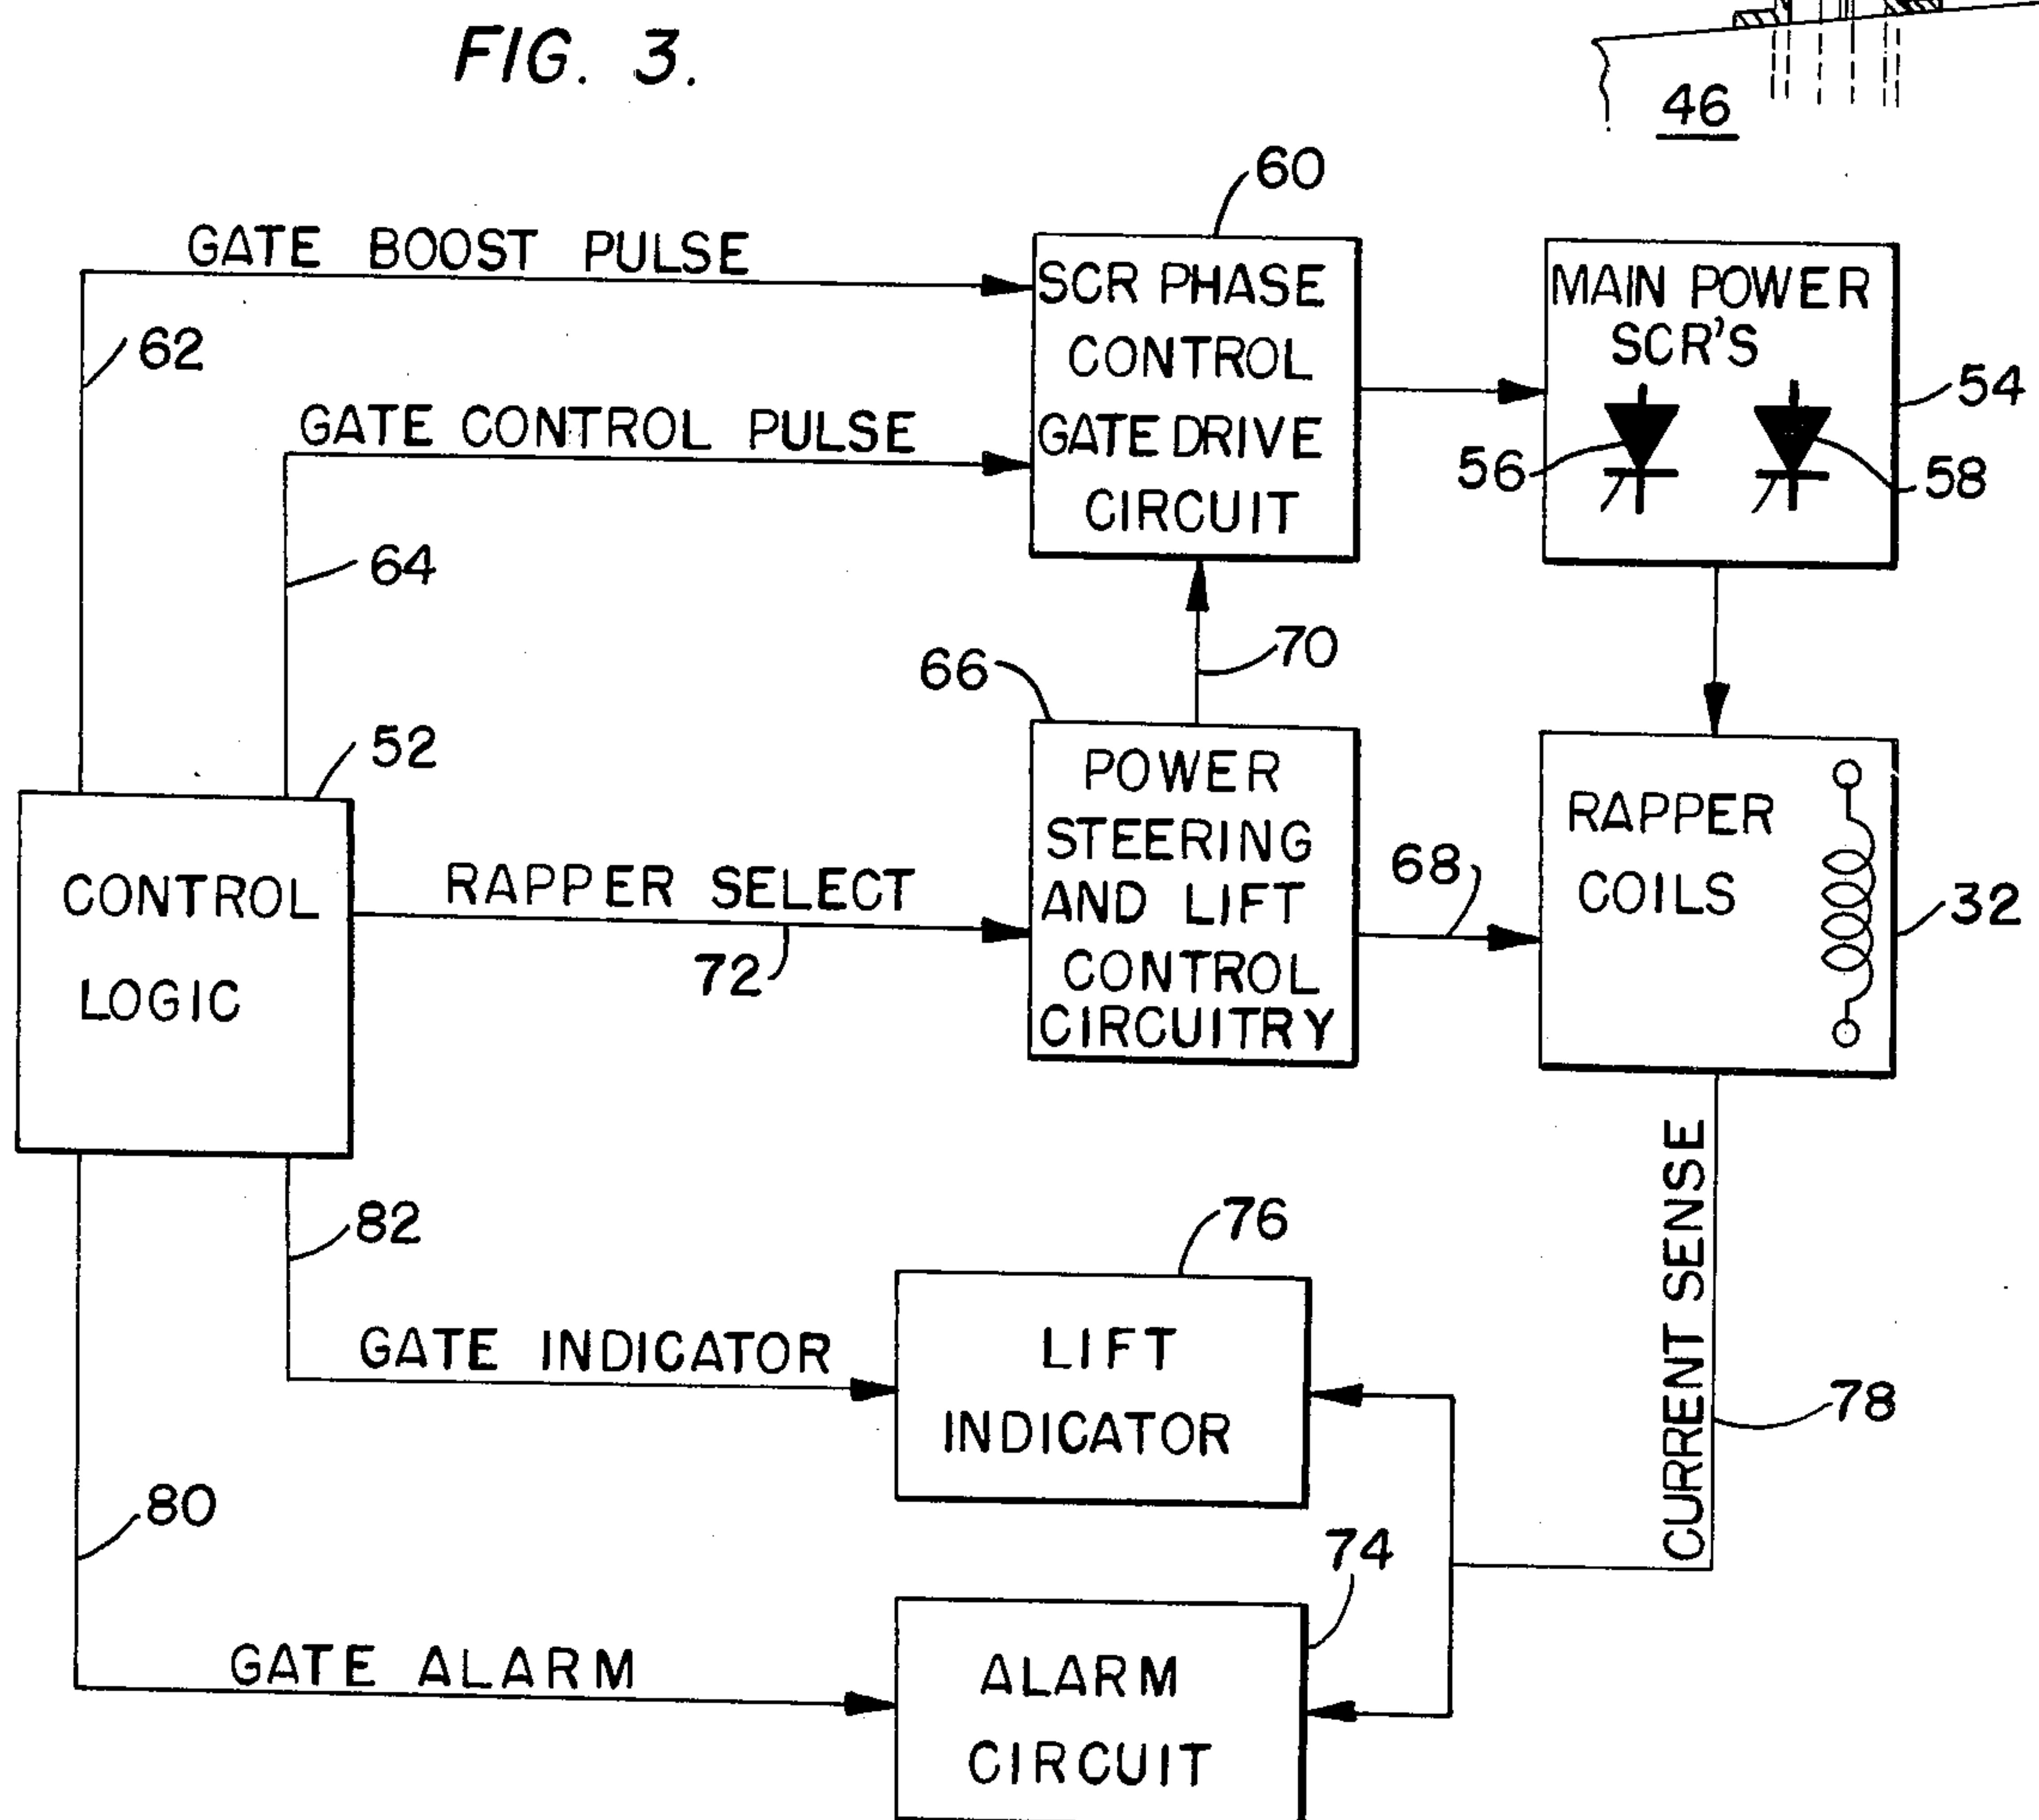 FIG. 3.
46
60
GATE BOOST PULSE
SCR PHASE
CONTROL
GATE DRIVE
CIRCUIT
MAIN POWER
SCR'S
62
54
GATE CONTROL PULSE
56
58
64
70
66
52
POWER
STEERING
AND LIFT
CONTROL
CIRCUITRY
RAPPER
COILS
68
32
CONTROL
LOGIC
RAPPER SELECT
72
CURRENT SENSE
82
76
GATE INDICATOR
LIFT
INDICATOR
78
80
74
GATE ALARM
ALARM
CIRCUIT